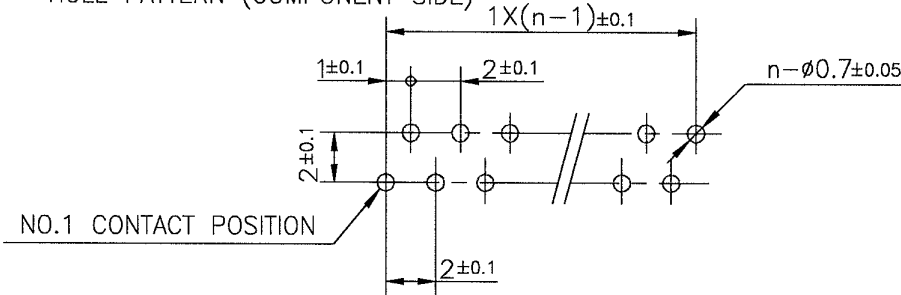 HOLE PATTERN (COMPONENT SIDE)
1X(n-1)±0.1
1±0.1
2±0.1
n-ø0.7±0.05
2±0.1
NO.1 CONTACT POSITION
2±0.1